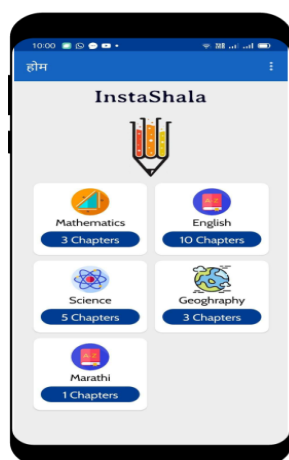 10:00
होम
InstaShala
Mathematics
3 Chapters
English
10 Chapters
Science
5 Chapters
Geoghraphy
3 Chapters
A-Z
Marathi
1 Chapters